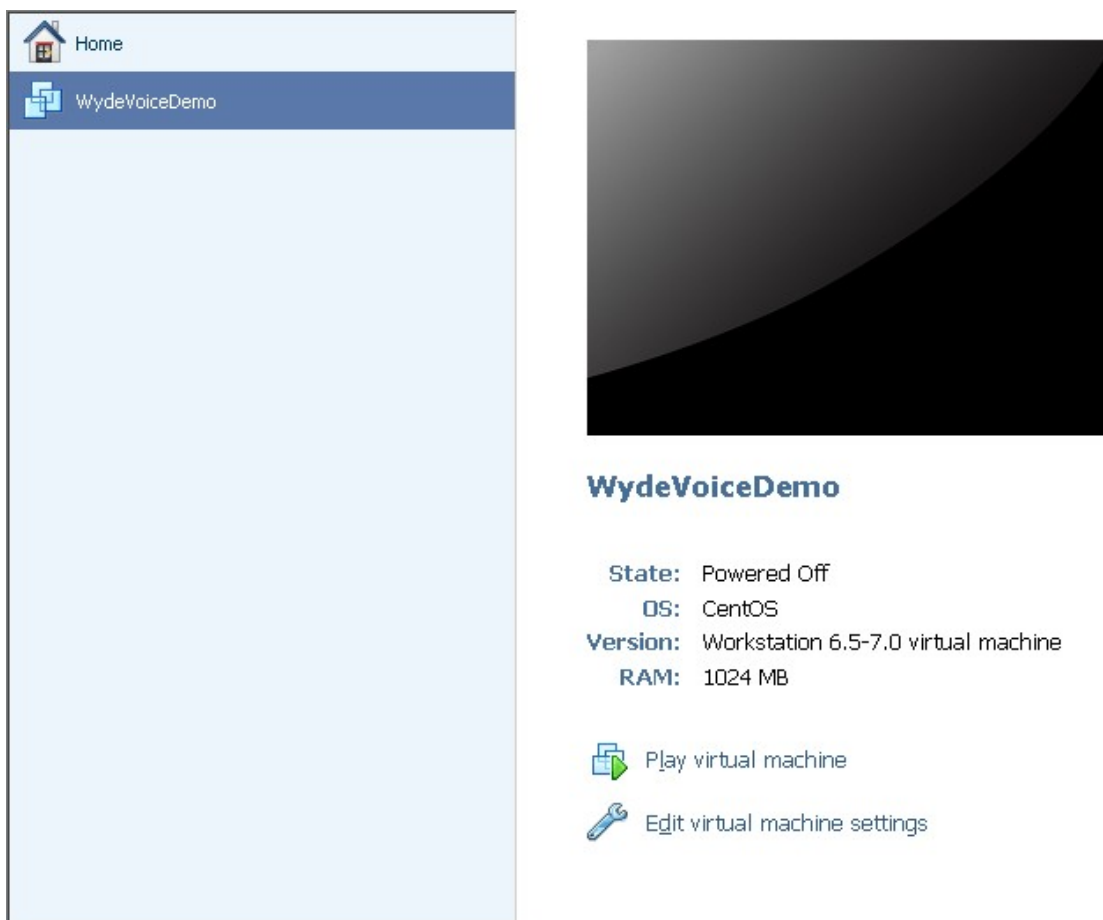 Home
WydeVoiceDemo
WydeVoiceDemo
State: Powered Off
OS: CentOS
Version: Workstation 6.5-7.0 virtual machine
RAM: 1024 MB
Play virtual machine
Edit virtual machine settings